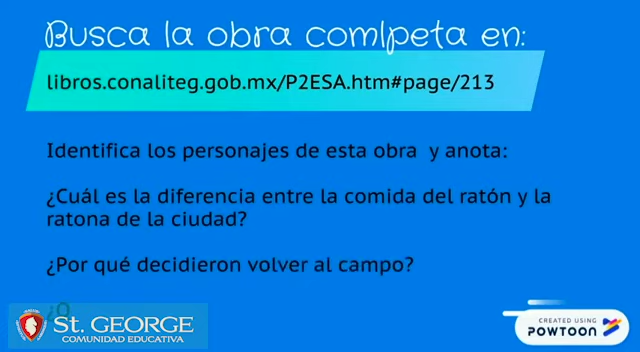 Busca la obra comlpeta en:
libros.conaliteg.gob.mx/P2ESA.htm#page/213
Identifica los personajes de esta obra y anota:
¿Cuál es la diferencia entre la comida del ratón y la
ratona de la ciudad?
¿Por qué decidieron volver al campo?
¿O
St. GEORGE
COMUNIDAD EDUCATIVA
CREATED USING
POWTOON